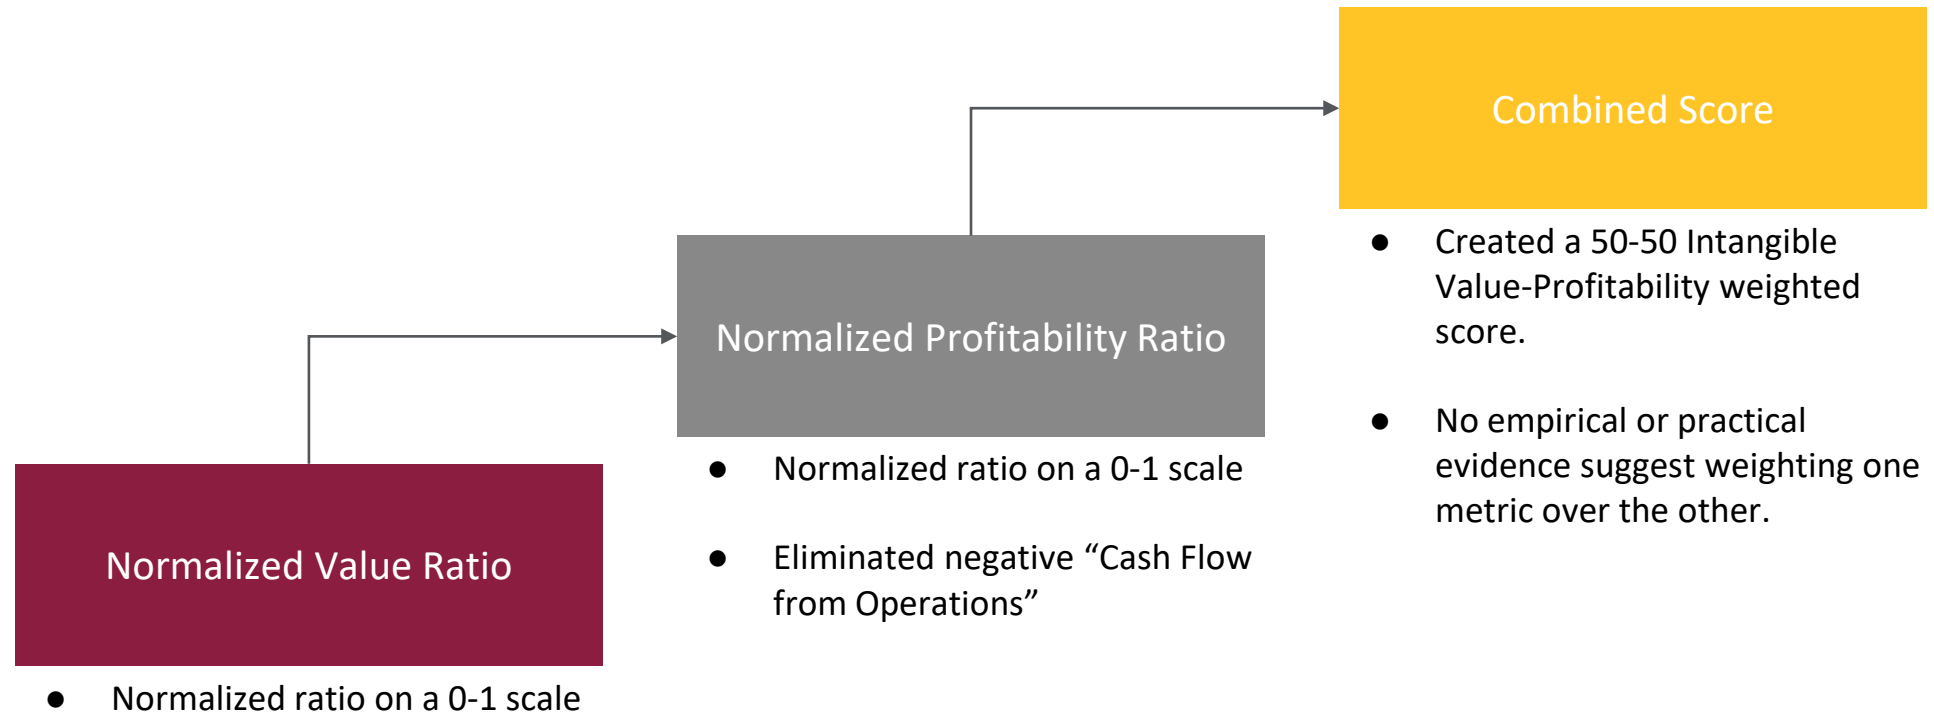 Combined Score
● Created a 50-50 Intangible
Value-Profitability weighted
score.
● No empirical or practical
evidence suggest weighting one
metric over the other.
Normalized Profitability Ratio
● Normalized ratio on a 0-1 scale
● Eliminated negative “Cash Flow
from Operations”
Normalized Value Ratio
● Normalized ratio on a 0-1 scale